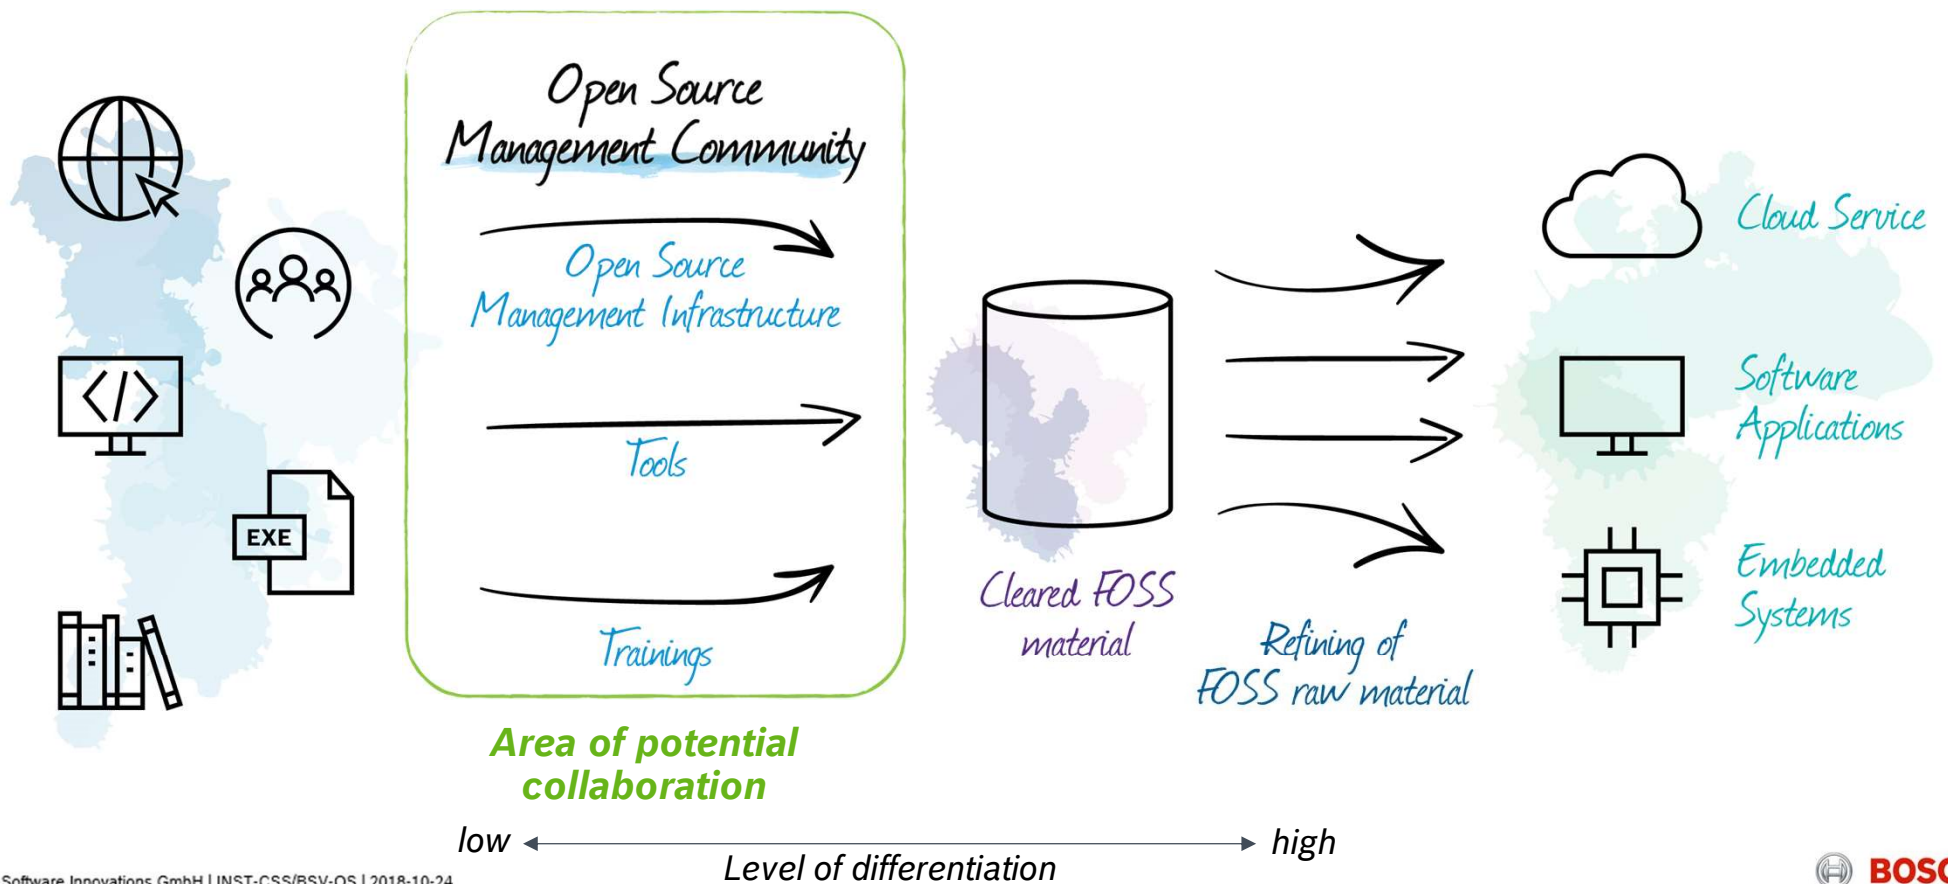 Open Source
Management Community
Open Source
Management Infrastructure
Tools
Trainings
EXE
Cleared FOSS
material
Refining of
FOSS raw material
Cloud Service
Software
Applications
Embedded
Systems
Area of potential
collaboration
low
high
Level of differentiation
Software Innovations GmbH | INST-CSS/BSV-OS | 2018-10-24